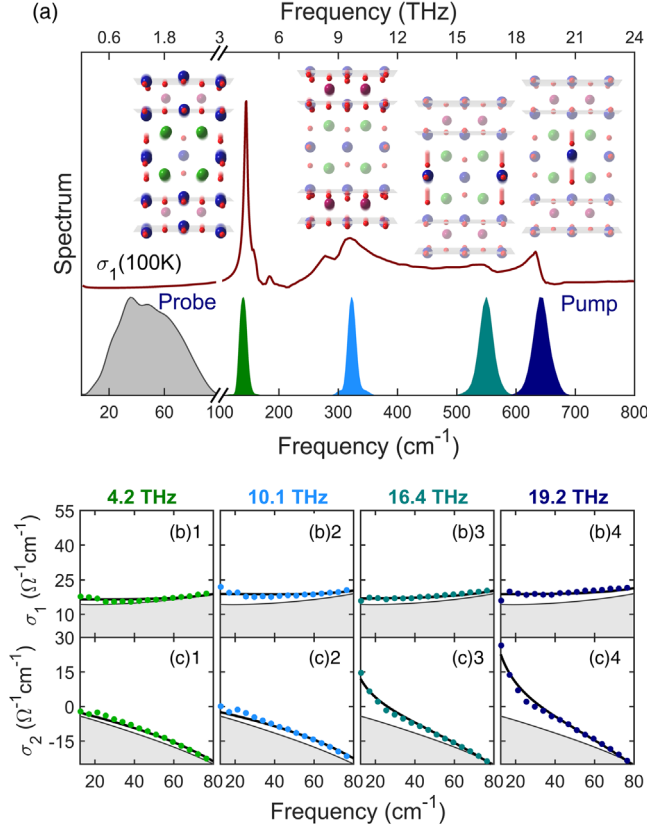 (a)
Frequency (THz)
0.6 1.8 3 6 9 12 15 18 21 24
Spectrum
σ1(100K)
Probe
Pump
20 60 100 200 300 400 500 600 700 800
Frequency (cm-1)
4.2 THz 10.1 THz 16.4 THz 19.2 THz
σ1 (Ω-1cm-1)
55
40
25
10
(b)1 (b)2 (b)3 (b)4
σ2 (Ω-1cm-1)
30
15
0
-15
(c)1 (c)2 (c)3 (c)4
20 40 60 80 20 40 60 80 20 40 60 80 20 40 60 80
Frequency (cm-1)